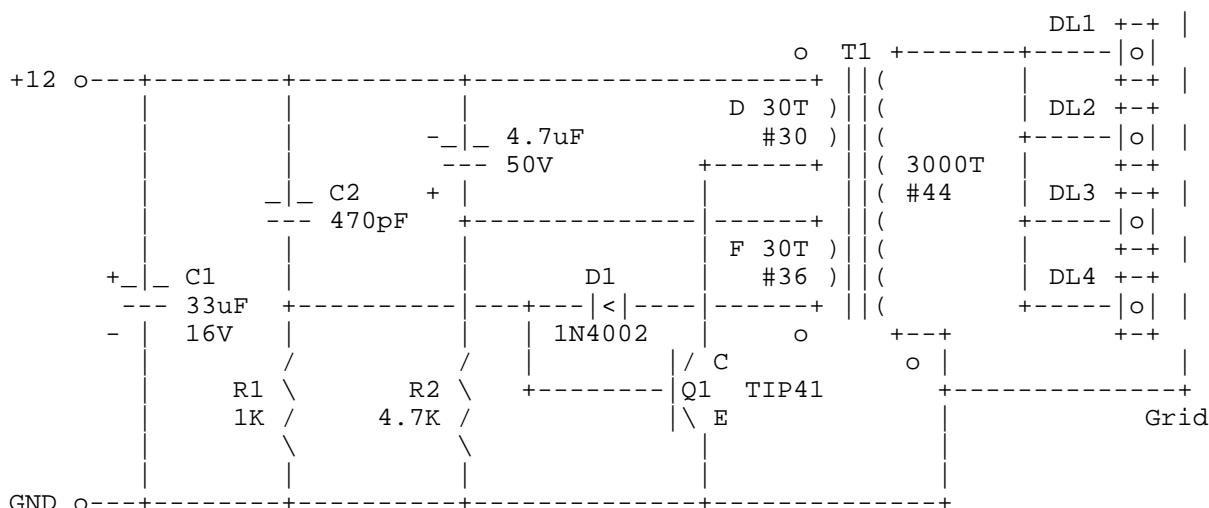 DL1 +-+ |
o T1 +-------+-----|o|
+12 o---+---------+-----------+-----------------------+ ||( | +-+ |
| | | D 30T )||( | DL2 +-+
| | -_|_ 4.7uF #30 )||( +-----|o| |
| | --- 50V +------+ ||( 3000T | +-+
| _|_ C2 + | | ||( #44 | DL3 +-+ |
| --- 470pF +----------------|------+ ||( +-----|o|
| | | | F 30T )||( | +-+ |
+_|_ C1 | | D1 | #36 )||( | DL4 +-+
--- 33uF +-----------|---+---|<|----|------+ ||( +-----|o| |
- | 16V | | | 1N4002 | o +--+ +-+
| / / | |/ C o | |
| R1 \ R2 \ +---------|Q1 TIP41 +---------------+
| 1K / 4.7K / |\ E | Grid
| \ \ | |
| | | | |
GND o---+---------+-----------+---------------+----------------+